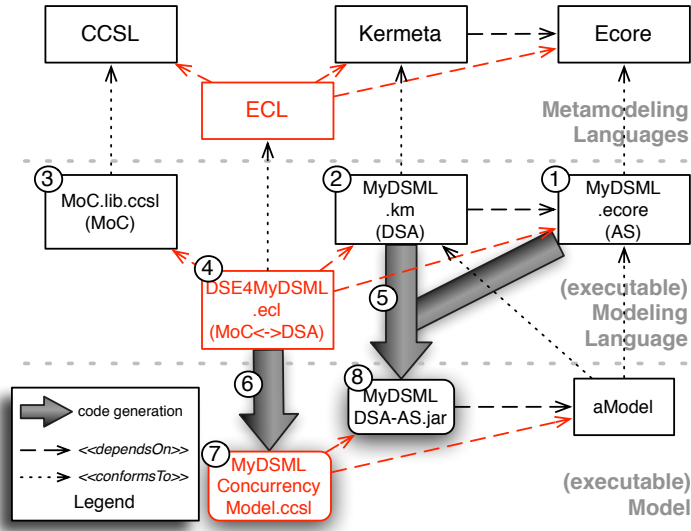 CCSL
Kermeta
Ecore
ECL
Metamodeling
Languages
3
MoC.lib.ccsl
(MoC)
2
MyDSML
.km
(DSA)
1
MyDSML
.ecore
(AS)
4
DSE4MyDSML
.ecl
(MoC<->DSA)
5
(executable)
Modeling
Language
6
8
MyDSML
DSA-AS.jar
aModel
7
MyDSML
Concurrency
Model.ccsl
(executable)
Model
code generation
<<dependsOn>>
<<conformsTo>>
Legend